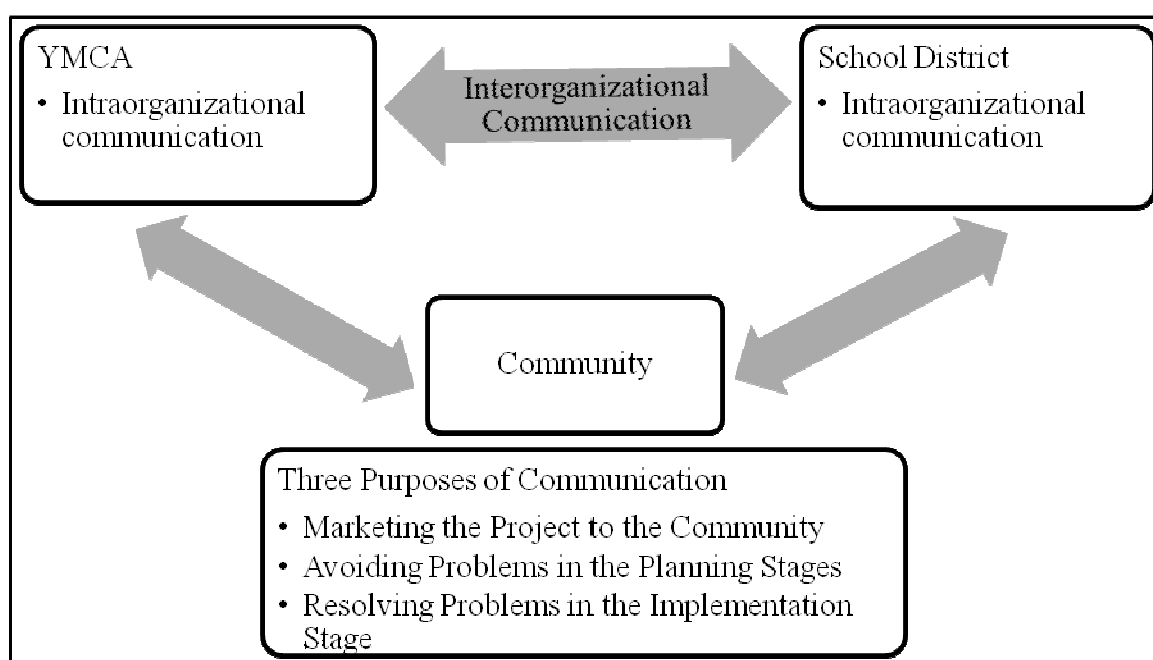 YMCA
• Intraorganizational
communication
Interorganizational
Communication
School District
• Intraorganizational
communication
Community
Three Purposes of Communication
• Marketing the Project to the Community
• Avoiding Problems in the Planning Stages
• Resolving Problems in the Implementation
Stage